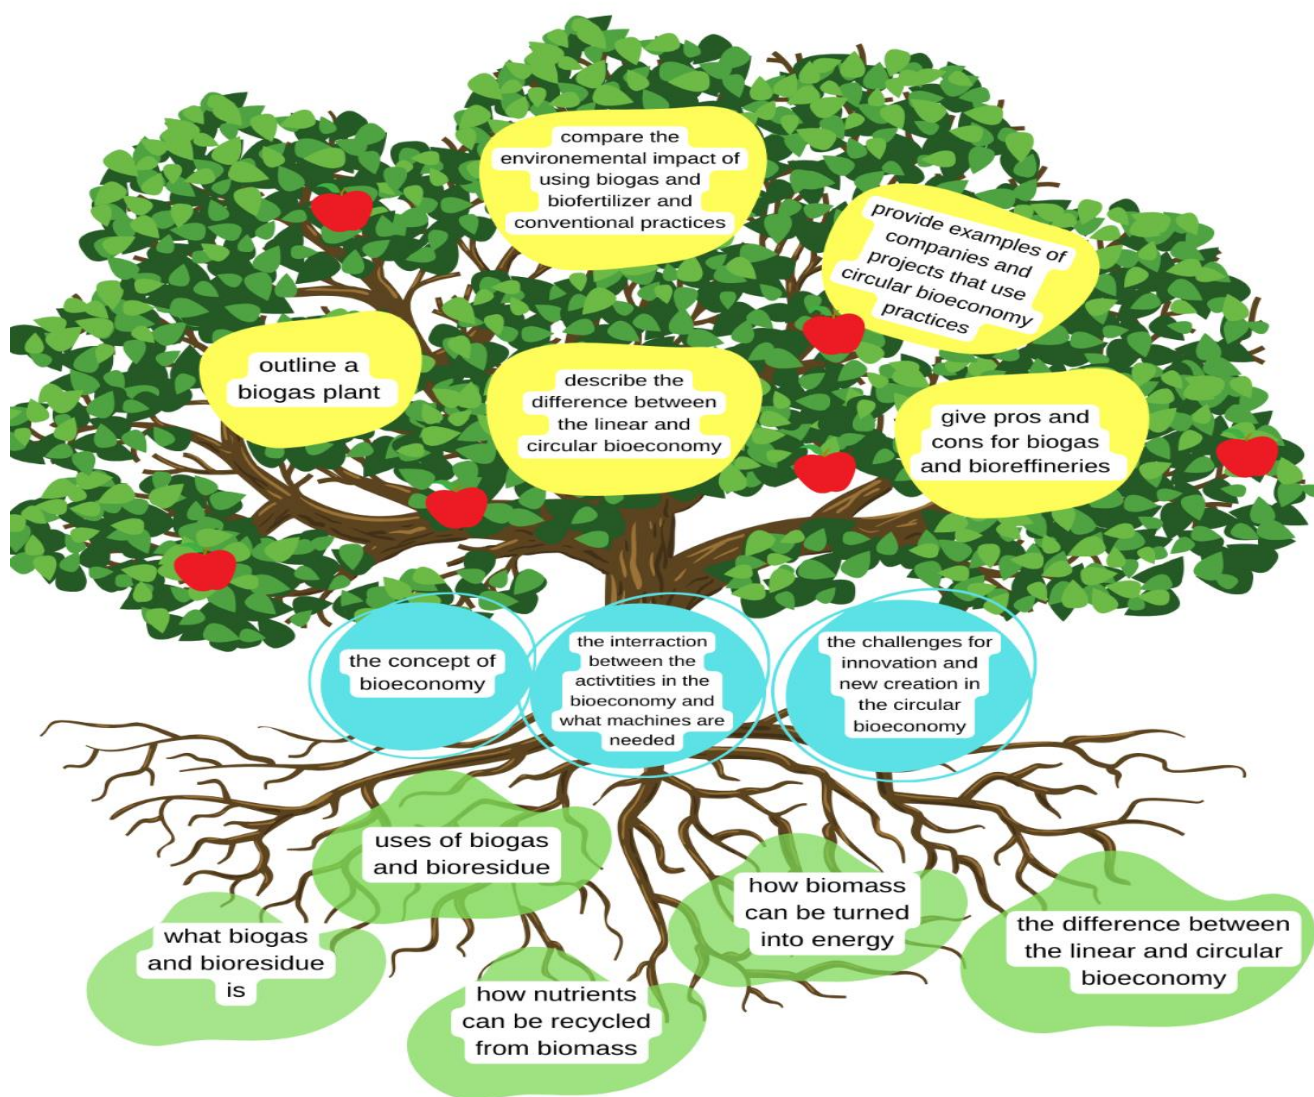 compare the
environemental impact of
using biogas and
biofertilizer and
conventional practices
provide examples of
companies and
projects that use
circular bioeconomy
practices
outline a
biogas plant
describe the
difference between
the linear and
circular bioeconomy
give pros and
cons for biogas
and bioreffineries
the concept of
bioeconomy
the interraction
between the
activtities in the
bioeconomy and
what machines are
needed
the challenges for
innovation and
new creation in
the circular
bioeconomy
uses of biogas
and bioresidue
how biomass
can be turned
into energy
the difference between
the linear and circular
bioeconomy
what biogas
and bioresidue
is
how nutrients
can be recycled
from biomass